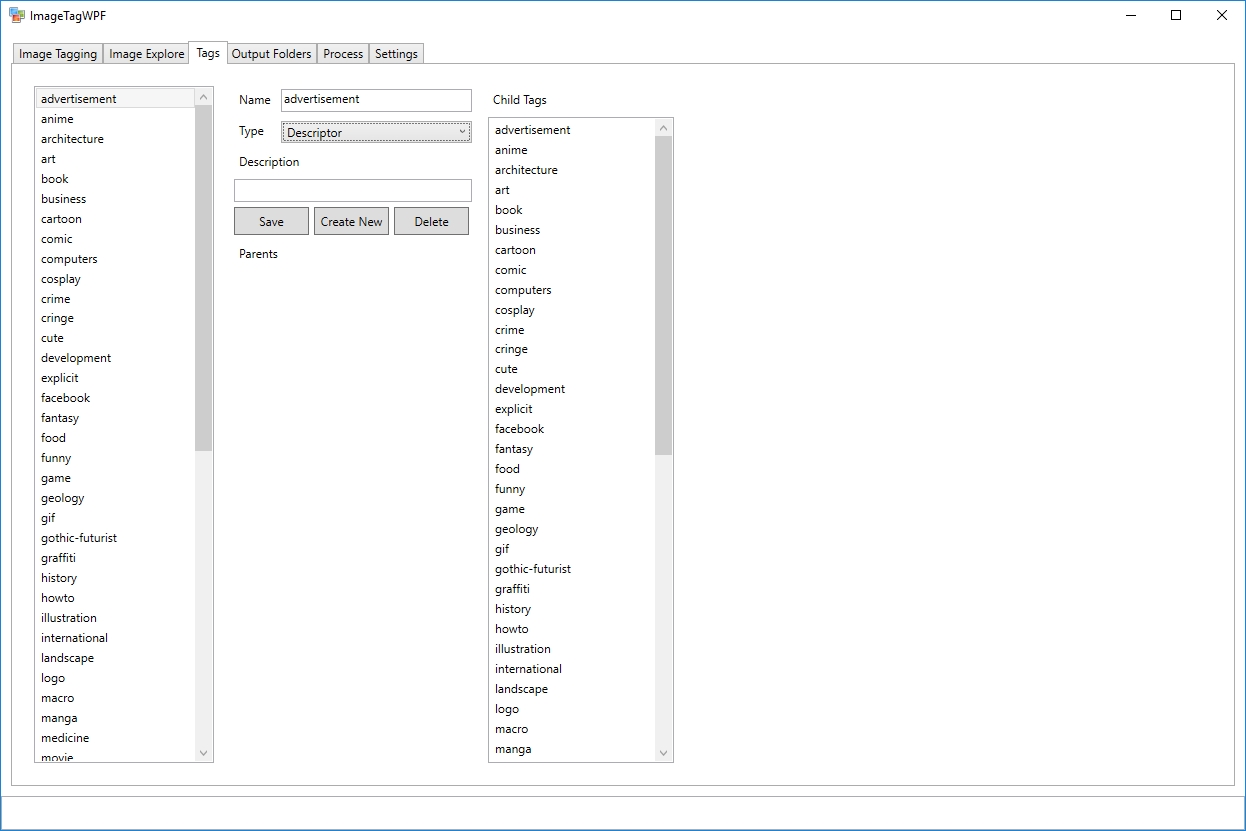 ImageTagWPF
Image Tagging Image Explore Tags Output Folders Process Settings
advertisement
anime
architecture
art
book
business
cartoon
comic
computers
cosplay
crime
cringe
cute
development
explicit
facebook
fantasy
food
funny
game
geology
gif
gothic-futurist
graffiti
history
howto
illustration
international
landscape
logo
macro
manga
medicine
movie
Name advertisement
Type Descriptor
Description
Save Create New Delete
Parents
Child Tags
advertisement
anime
architecture
art
book
business
cartoon
comic
computers
cosplay
crime
cringe
cute
development
explicit
facebook
fantasy
food
funny
game
geology
gif
gothic-futurist
graffiti
history
howto
illustration
international
landscape
logo
macro
manga